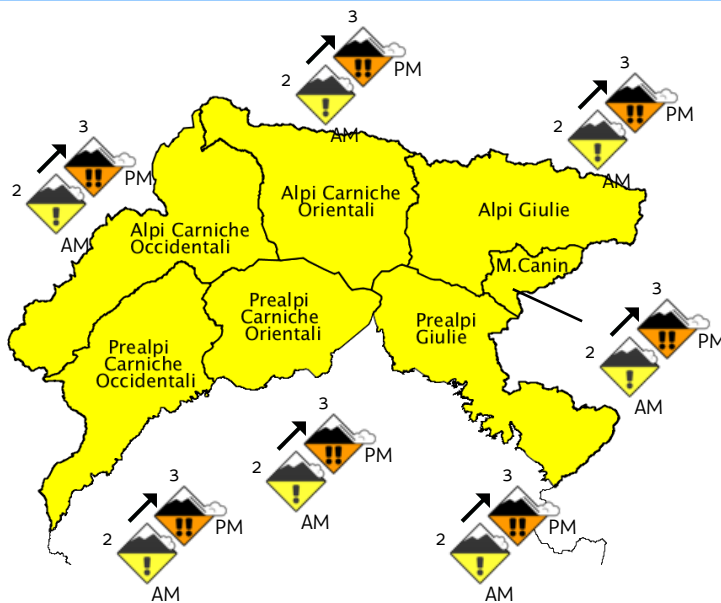 3
2
PM
AM
3
2
PM
AM
3
2
PM
AM
Alpi Carniche
Orientali
Alpi Giulie
Alpi Carniche
Occidentali
M.Canin
Prealpi
Carniche
Orientali
Prealpi
Giulie
Prealpi
Carniche
Occidentali
3
2
PM
AM
3
2
PM
AM
3
2
PM
AM
3
2
PM
AM